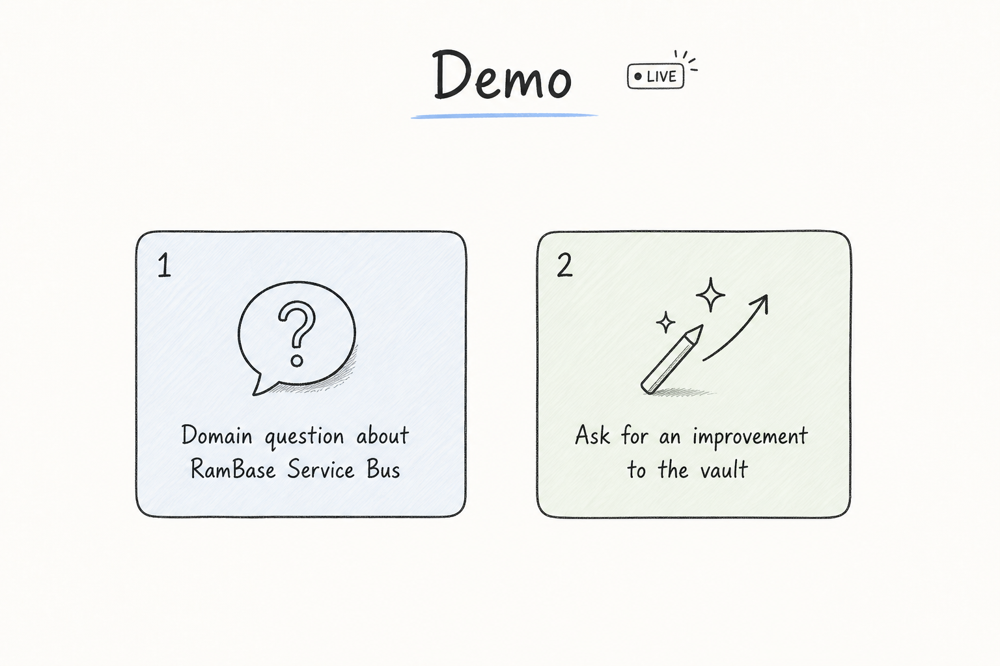 Demo
LIVE
1
Domain question about
RamBase Service Bus
2
Ask for an improvement
to the vault